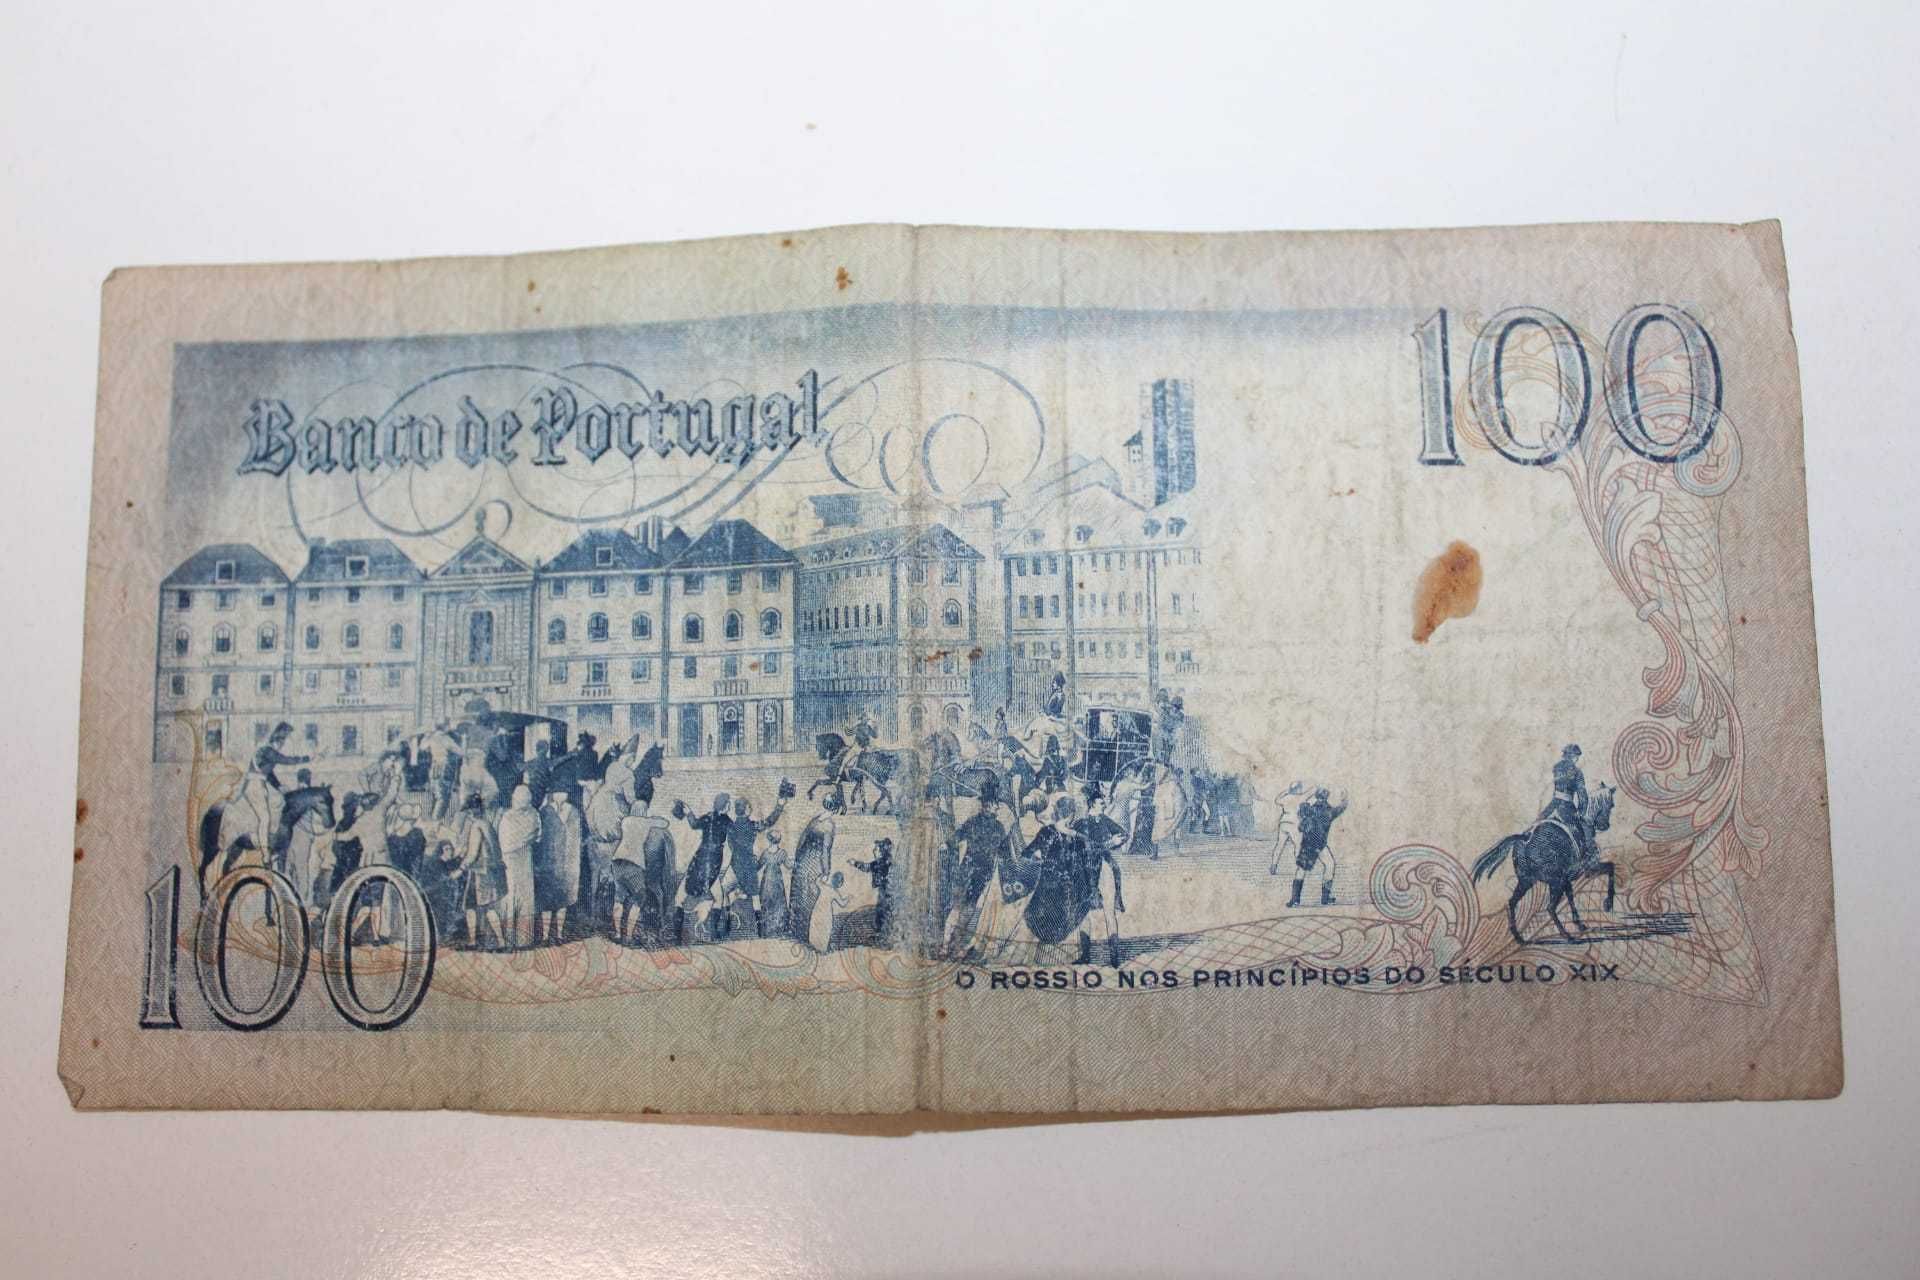 Banco de Portugal
100
100
O ROSSIO NOS PRINCÍPIOS DO SÉCULO XIX